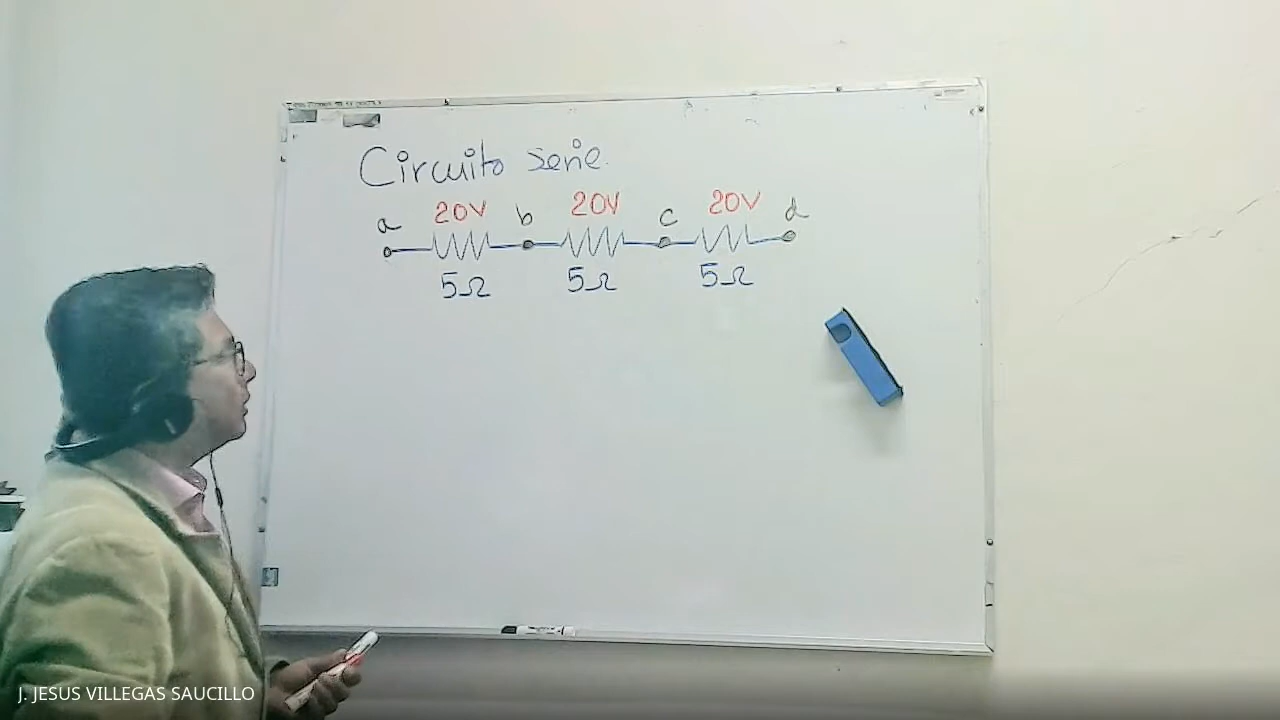 Circuito serie.
a 20V b 20V c 20V d
5Ω 5Ω 5Ω
J. JESUS VILLEGAS SAUCILLO